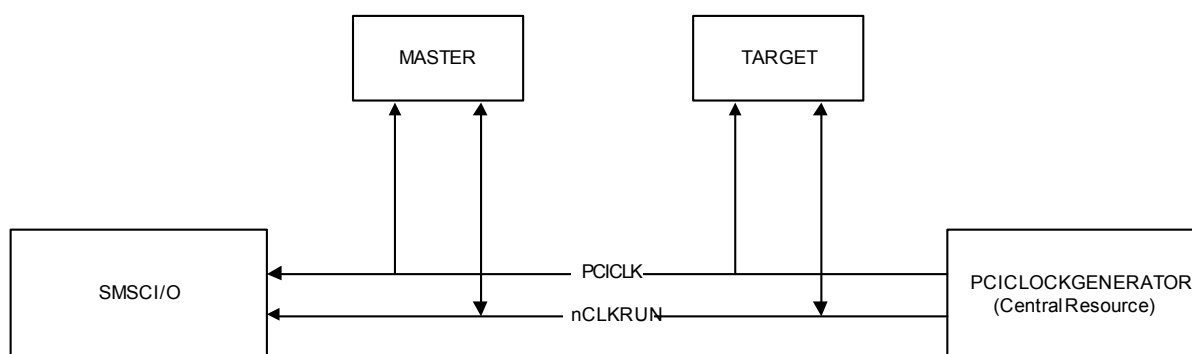 MASTER
TARGET
PCICLK
SMSCI/O
PCICLOCKGENERATOR
(CentralResource)
nCLKRUN